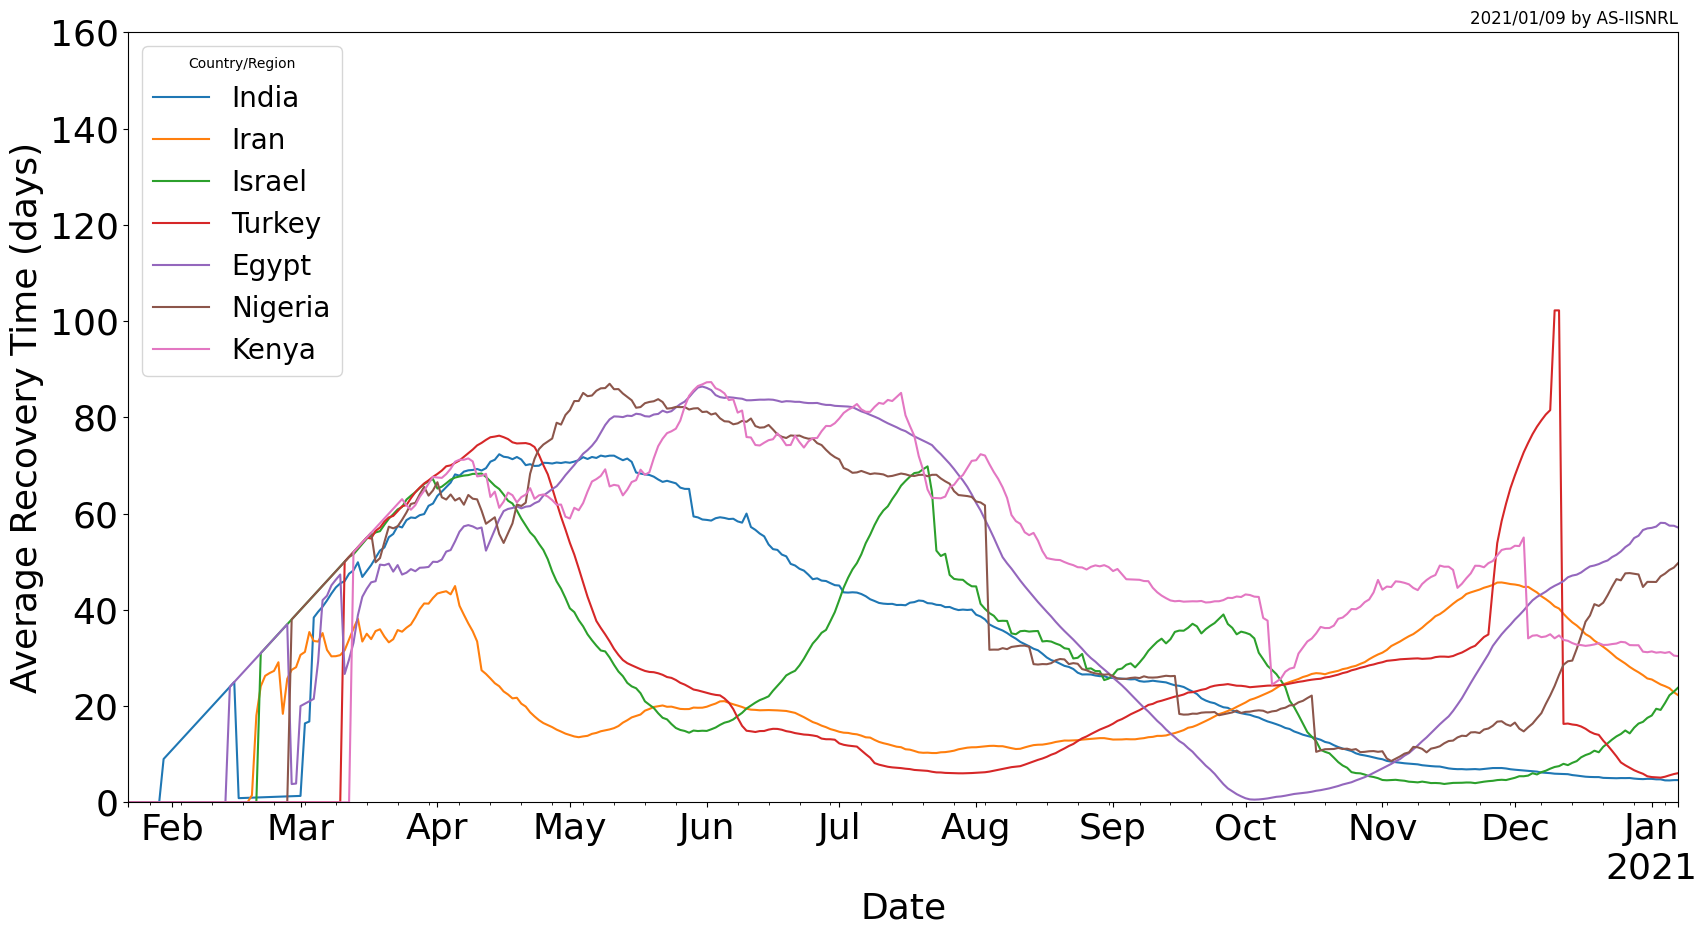 2021/01/09 by AS-IISNRL
Average Recovery Time (days)
160
140
120
100
80
60
40
20
0
Country/Region
India
Iran
Israel
Turkey
Egypt
Nigeria
Kenya
Feb Mar Apr May Jun Jul Aug Sep Oct Nov Dec Jan
2021
Date